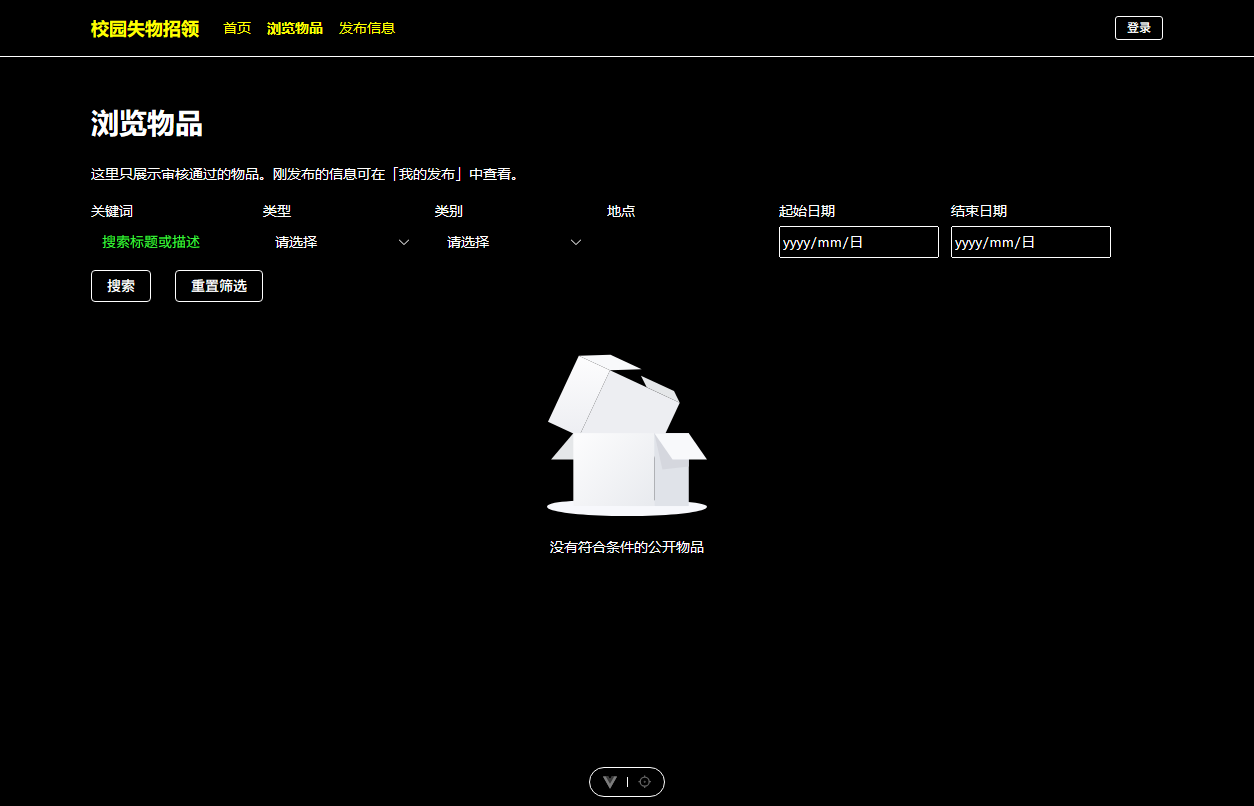 校园失物招领 首页 浏览物品 发布信息 登录
浏览物品
这里只展示审核通过的物品。刚发布的信息可在「我的发布」中查看。
关键词 类型 类别 地点 起始日期 结束日期
搜索标题或描述 请选择 请选择 yyyy/mm/日 yyyy/mm/日
搜索 重置筛选
没有符合条件的公开物品